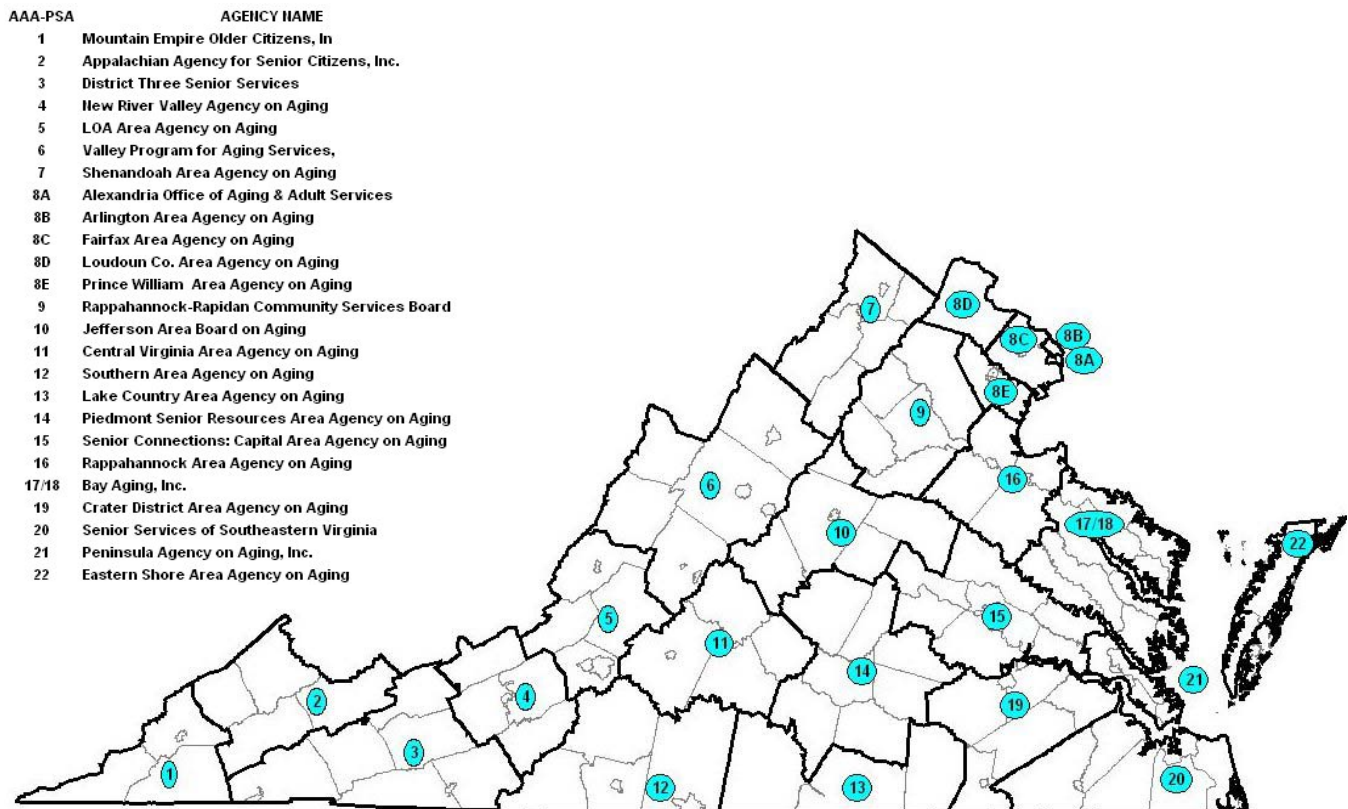 AAA-PSA AGENCY NAME
1 Mountain Empire Older Citizens, In
2 Appalachian Agency for Senior Citizens, Inc.
3 District Three Senior Services
4 New River Valley Agency on Aging
5 LOA Area Agency on Aging
6 Valley Program for Aging Services,
7 Shenandoah Area Agency on Aging
8A Alexandria Office of Aging & Adult Services
8B Arlington Area Agency on Aging
8C Fairfax Area Agency on Aging
8D Loudoun Co. Area Agency on Aging
8E Prince William Area Agency on Aging
9 Rappahannock-Rapidan Community Services Board
10 Jefferson Area Board on Aging
11 Central Virginia Area Agency on Aging
12 Southern Area Agency on Aging
13 Lake Country Area Agency on Aging
14 Piedmont Senior Resources Area Agency on Aging
15 Senior Connections: Capital Area Agency on Aging
16 Rappahannock Area Agency on Aging
17/18 Bay Aging, Inc.
19 Crater District Area Agency on Aging
20 Senior Services of Southeastern Virginia
21 Peninsula Agency on Aging, Inc.
22 Eastern Shore Area Agency on Aging
7
8D
8C
8B
8A
8E
9
6
16
10
17/18
22
5
15
11
14
21
2
4
19
3
1
12
13
20